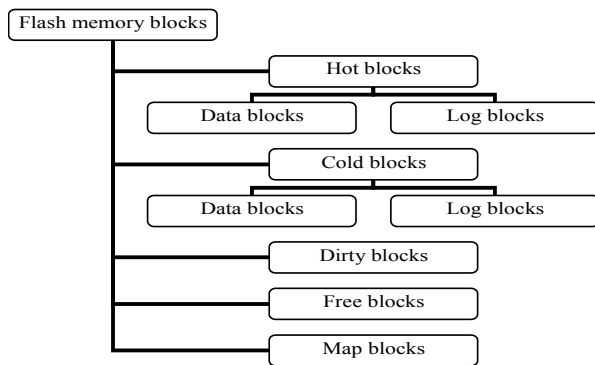 Flash memory blocks
Hot blocks
Data blocks
Log blocks
Cold blocks
Data blocks
Log blocks
Dirty blocks
Free blocks
Map blocks